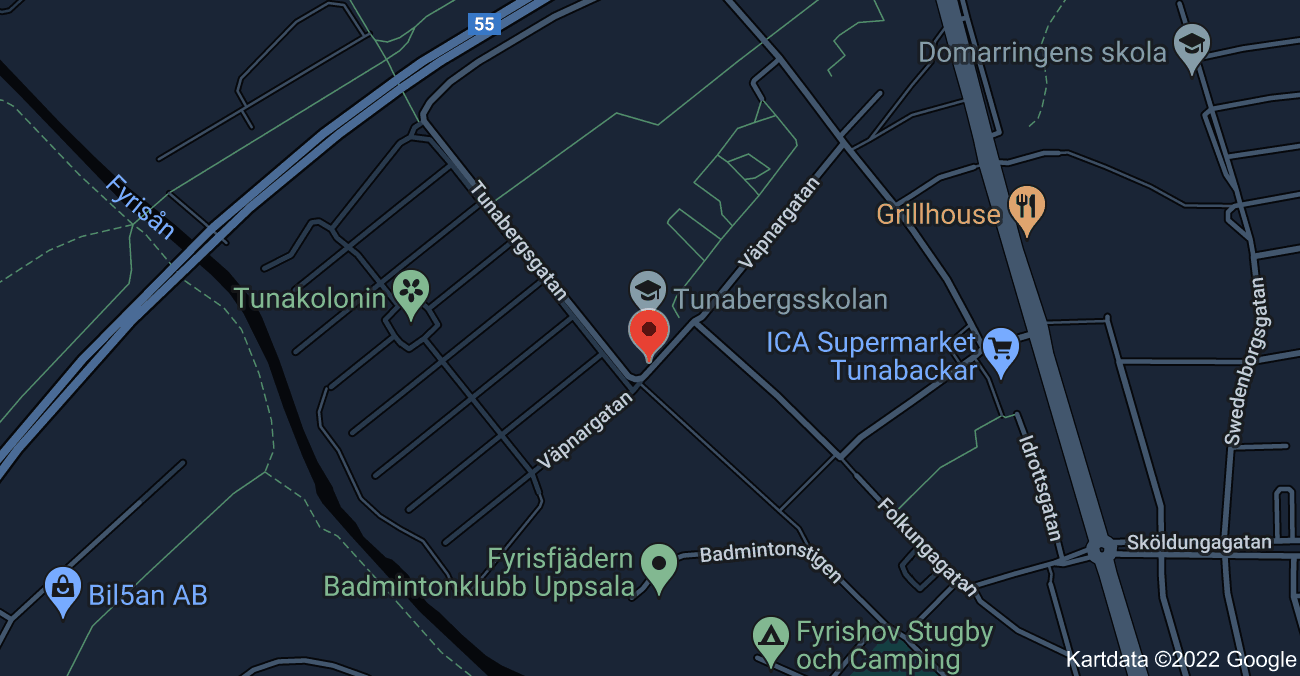 55
Domarringens skola
Fyrisån
Tunabergsgatan
Väpnargatan
Grillhouse
Tunakolonin
Tunabergsskolan
ICA Supermarket
Tunabackar
Swedenborgsgatan
Väpnargatan
Idrottsgatan
Folkungagatan
Sköldungagatan
Badmintonstigen
Fyrisfjädern
Badmintonklubb Uppsala
Bil5an AB
Fyrishov Stugby
och Camping
Kartdata ©2022 Google